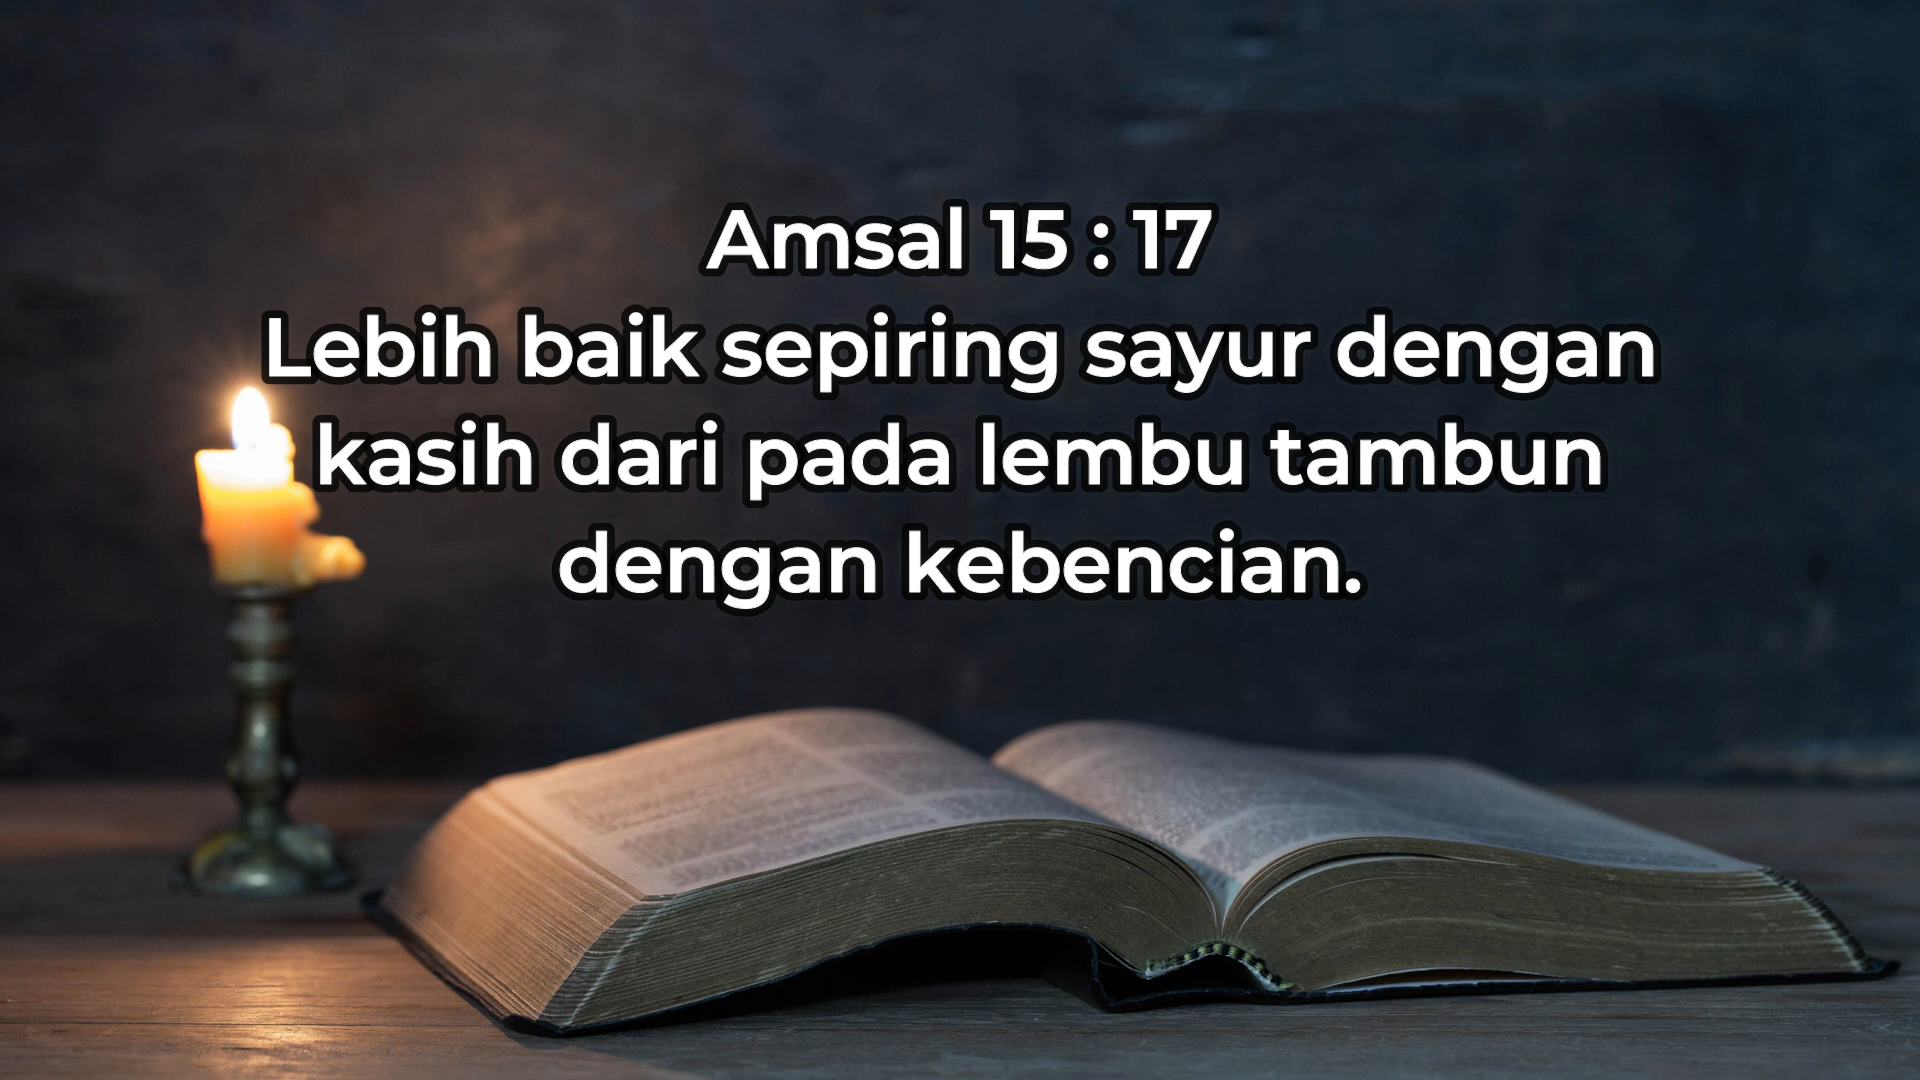 Amsal 15 : 17
Lebih baik sepiring sayur dengan
kasih dari pada lembu tambun
dengan kebencian.